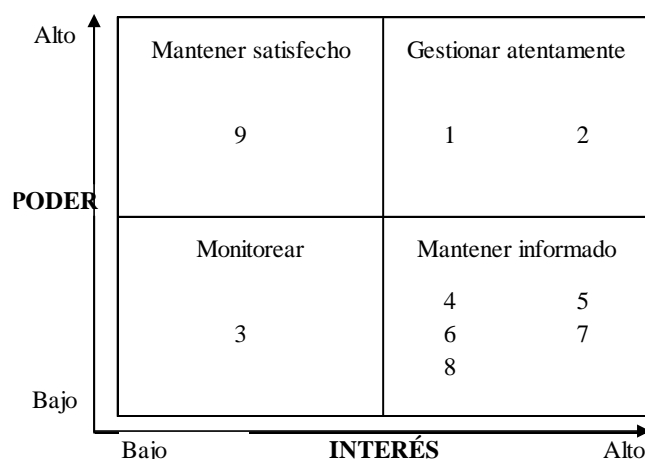 Alto
Mantener satisfecho
Gestionar atentamente
9
1 2
PODER
Monitorear
Mantener informado
4 5
3
6 7
8
Bajo
Bajo INTERÉS Alto